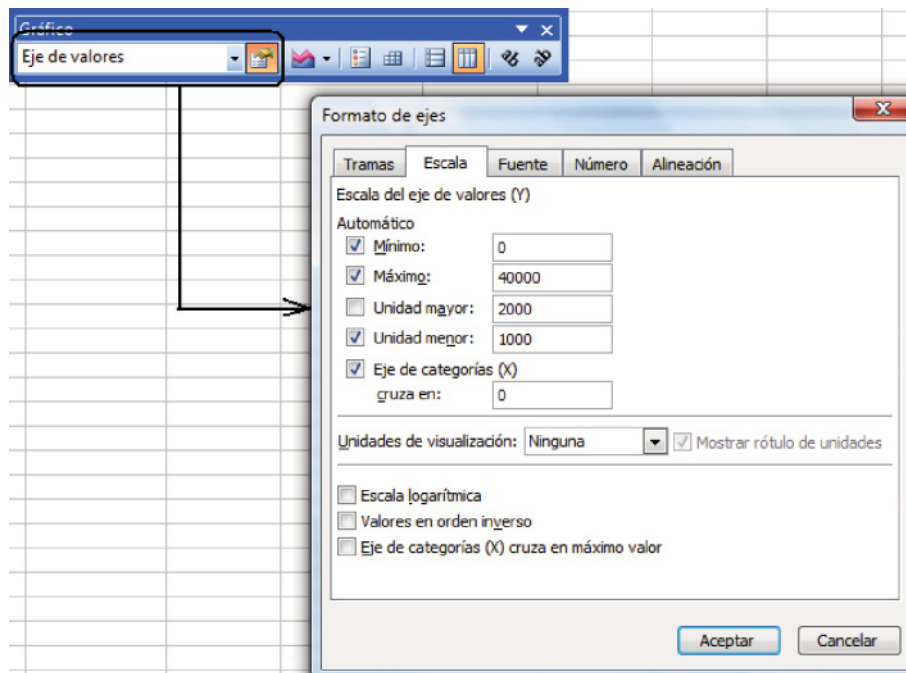 Gráfico
Eje de valores
Formato de ejes
Tramas Escala Fuente Número Alineación
Escala del eje de valores (Y)
Automático
Mínimo: 0
Máximo: 40000
Unidad mayor: 2000
Unidad menor: 1000
Eje de categorías (X)
cruza en: 0
Unidades de visualización: Ninguna Mostrar rótulo de unidades
Escala logarítmica
Valores en orden inverso
Eje de categorías (X) cruza en máximo valor
Aceptar Cancelar